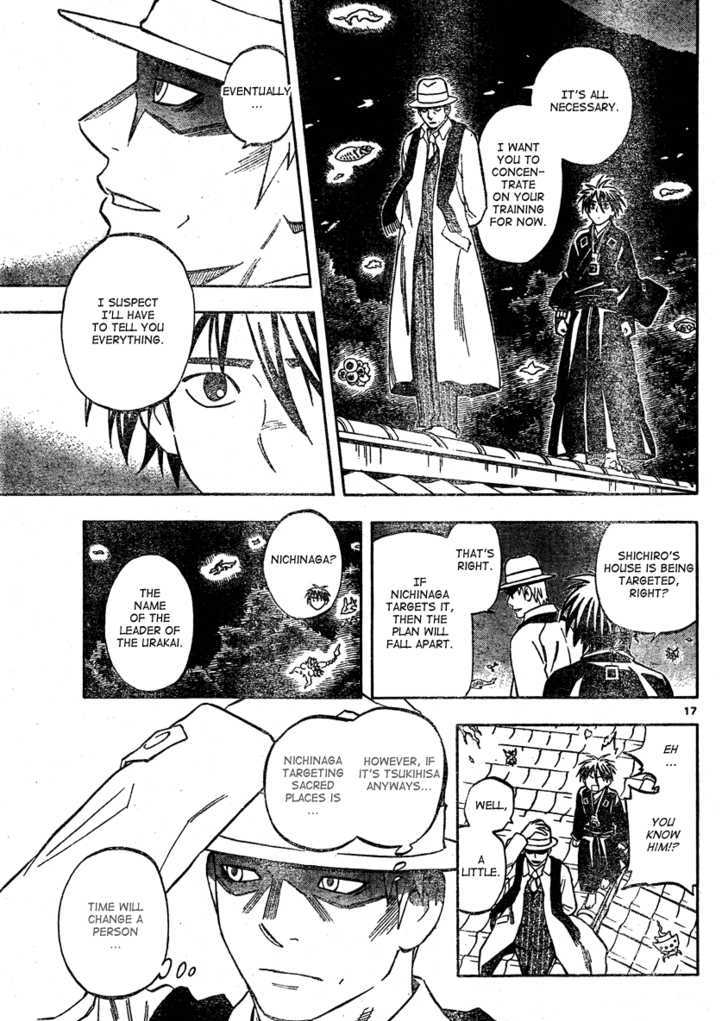 IT'S ALL
NECESSARY.
I WANT
YOU TO
CONCEN-
TRATE
ON YOUR
TRAINING
FOR NOW.
EVENTUALLY
...
I SUSPECT
I'LL HAVE
TO TELL YOU
EVERYTHING.
SHICHIRO'S
HOUSE IS BEING
TARGETED,
RIGHT?
THAT'S
RIGHT.
IF
NICHINAGA
TARGETS IT,
THEN THE
PLAN WILL
FALL APART.
NICHINAGA?
THE
NAME
OF THE
LEADER OF
THE URAKAI.
17
EH
...
YOU
KNOW
HIM!?
WELL,
A
LITTLE.
HOWEVER, IF
IT'S TSUKIHISA
ANYWAYS...
NICHINAGA
TARGETING
SACRED
PLACES IS
...
TIME WILL
CHANGE A
PERSON
...